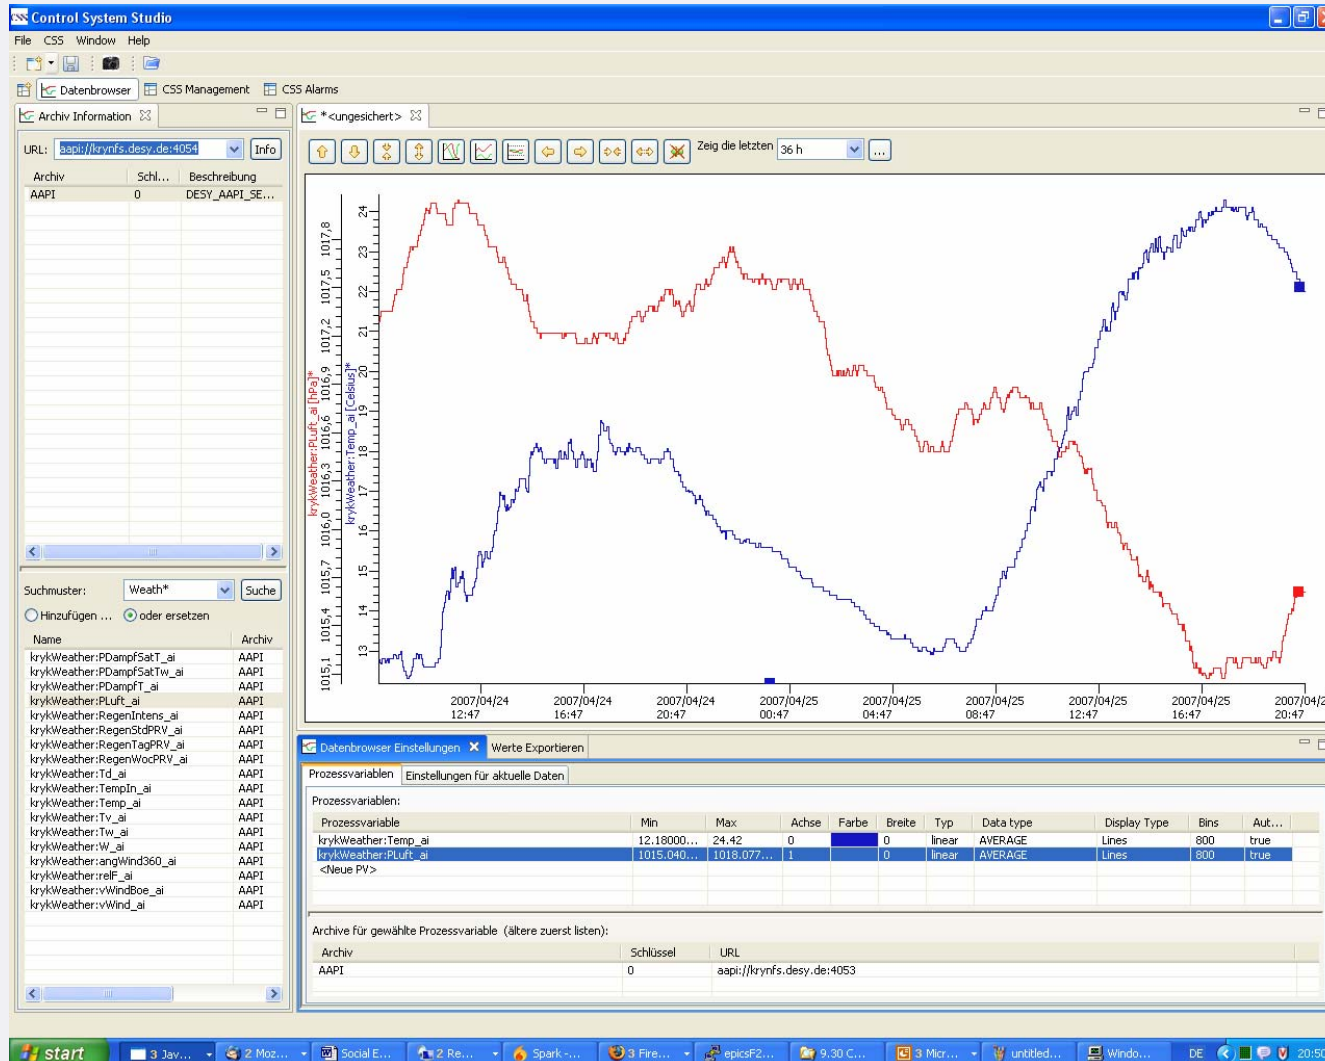 CSS Control System Studio
File CSS Window Help
Datenbrowser CSS Management CSS Alarms
Archiv Information
URL: aapi://krynfs.desy.de:4054 Info
Archiv Schl... Beschreibung
AAPI 0 DESY_AAPI_SE...
Suchmuster: Weath* Suche
Hinzufügen ... oder ersetzen
Name Archiv
krykWeather:PDampfSatT_ai AAPI
krykWeather:PDampfSatTw_ai AAPI
krykWeather:PDampfT_ai AAPI
krykWeather:PLuft_ai AAPI
krykWeather:RegenIntens_ai AAPI
krykWeather:RegenStdPRV_ai AAPI
krykWeather:RegenTagPRV_ai AAPI
krykWeather:RegenWocPRV_ai AAPI
krykWeather:Td_ai AAPI
krykWeather:TempIn_ai AAPI
krykWeather:Temp_ai AAPI
krykWeather:Tv_ai AAPI
krykWeather:Tw_ai AAPI
krykWeather:W_ai AAPI
krykWeather:angWind360_ai AAPI
krykWeather:relF_ai AAPI
krykWeather:vWindBoe_ai AAPI
krykWeather:vWind_ai AAPI
*<ungesichert>
Zeig die letzten 36 h ...
krykWeather:PLuft_ai [hPa]*
1015,1 1015,4 1015,7 1016,0 1016,3 1016,6 1016,9 1017,2 1017,5 1017,8
krykWeather:Temp_ai [Celsius]*
13 14 15 16 17 18 19 20 21 22 23 24
2007/04/24 2007/04/24 2007/04/24 2007/04/25 2007/04/25 2007/04/25 2007/04/25 2007/04/25 2007/04/2
12:47 16:47 20:47 00:47 04:47 08:47 12:47 16:47 20:47
Datenbrowser Einstellungen Werte Exportieren
Prozessvariablen Einstellungen für aktuelle Daten
Prozessvariablen:
Prozessvariable Min Max Achse Farbe Breite Typ Data type Display Type Bins Aut...
krykWeather:Temp_ai 12.18000... 24.42 0 0 linear AVERAGE Lines 800 true
krykWeather:PLuft_ai 1015.040... 1018.077... 1 0 linear AVERAGE Lines 800 true
<Neue PV>
Archive für gewählte Prozessvariable (ältere zuerst listen):
Archiv Schlüssel URL
AAPI 0 aapi://krynfs.desy.de:4053
start 3 Jav... 2 Moz... Social E... 2 Re... Spark -... 3 Fire... epicsF2... 9.30 C... 3 Micr... untitled... Windo... DE 20:50